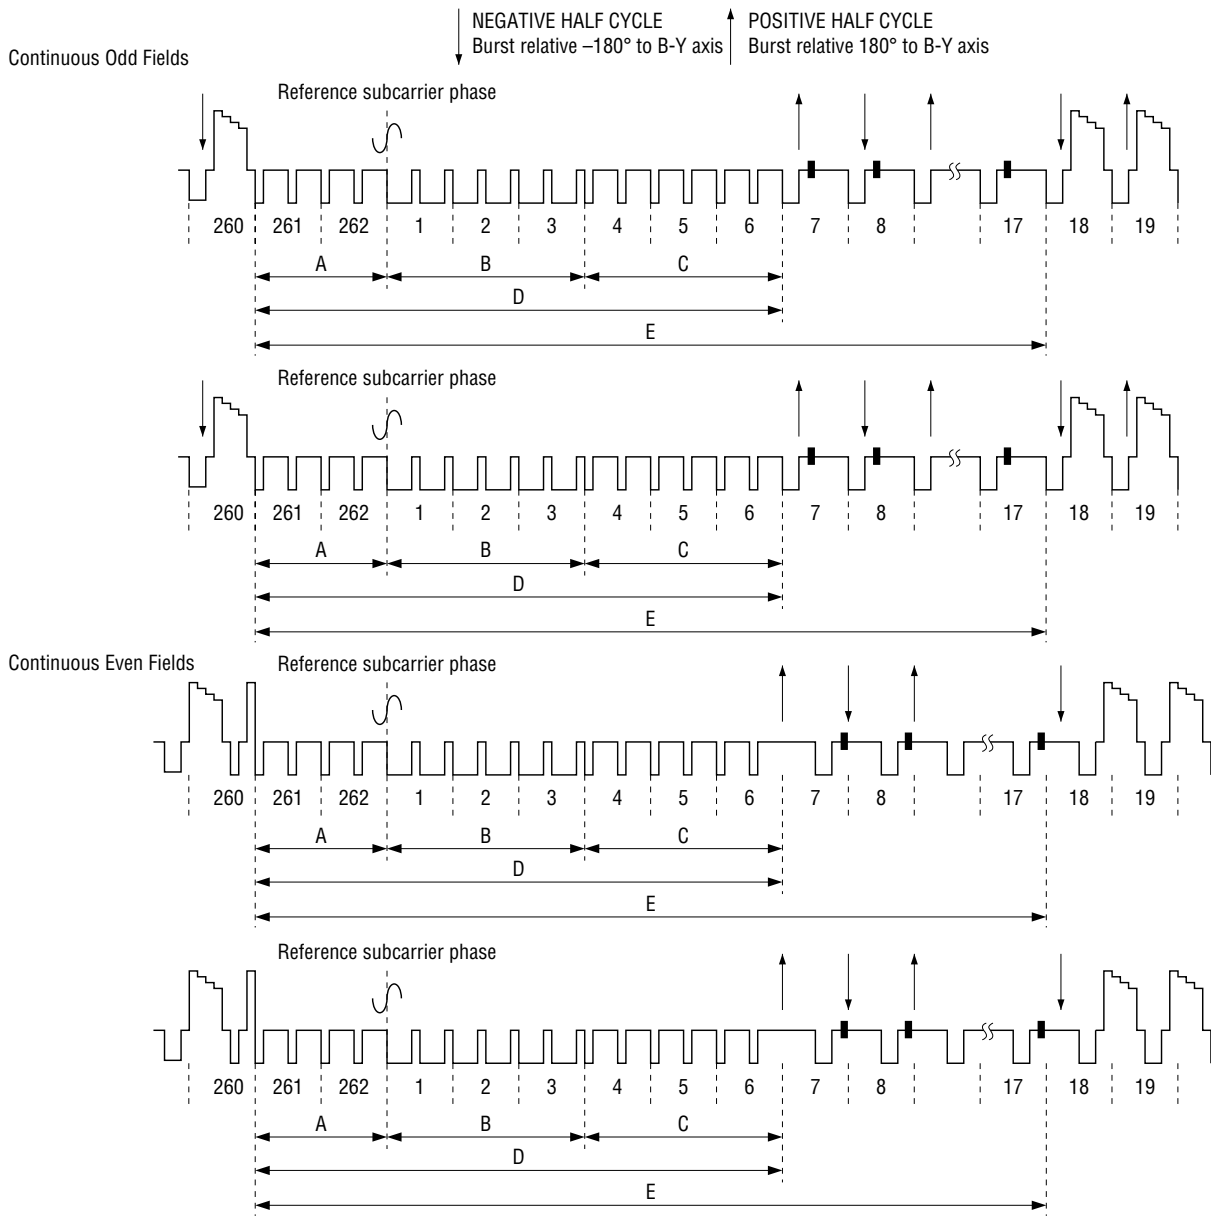 NEGATIVE HALF CYCLE
Burst relative –180° to B-Y axis
POSITIVE HALF CYCLE
Burst relative 180° to B-Y axis
Continuous Odd Fields
Reference subcarrier phase
260 261 262 1 2 3 4 5 6 7 8 17 18 19
A B C
D
E
Reference subcarrier phase
260 261 262 1 2 3 4 5 6 7 8 17 18 19
A B C
D
E
Continuous Even Fields
Reference subcarrier phase
260 261 262 1 2 3 4 5 6 7 8 17 18 19
A B C
D
E
Reference subcarrier phase
260 261 262 1 2 3 4 5 6 7 8 17 18 19
A B C
D
E